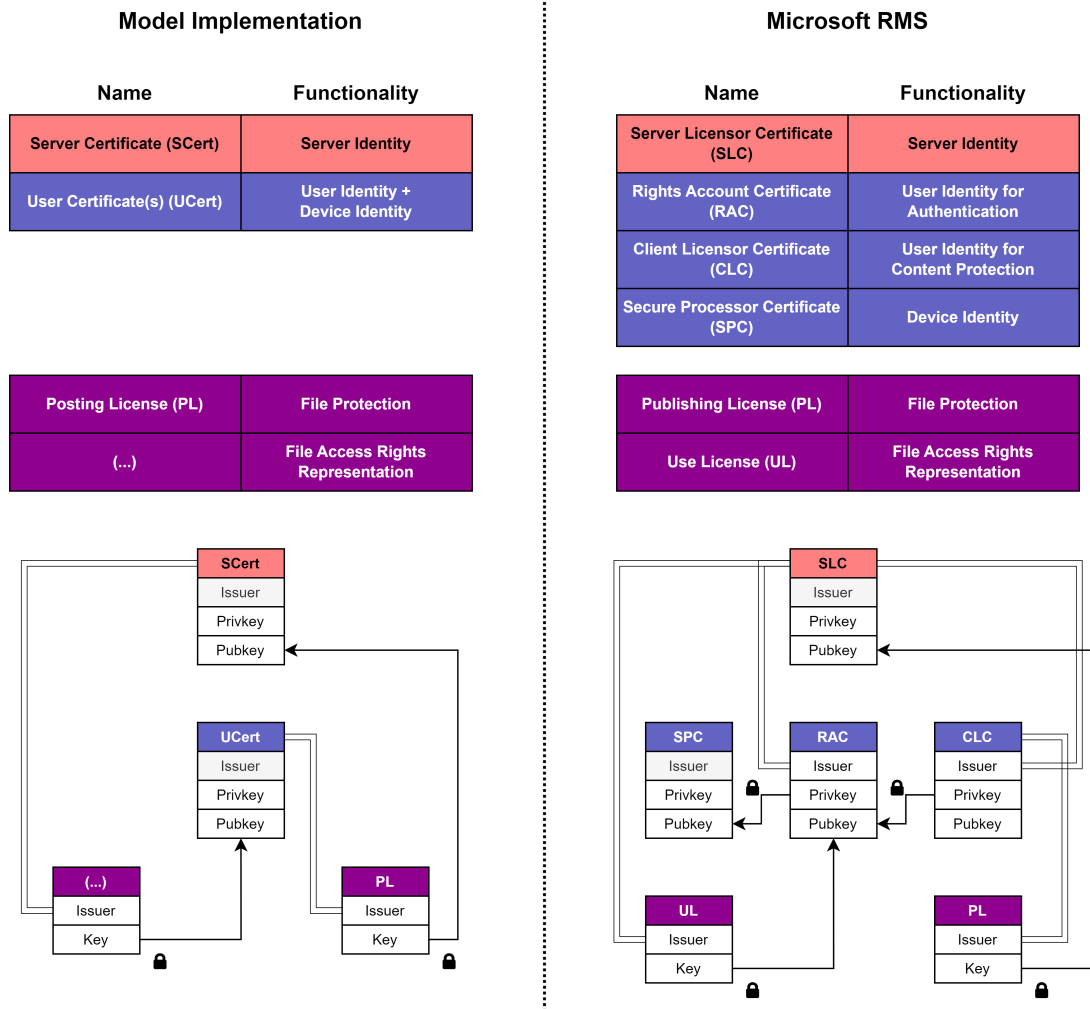 Model Implementation
Name
Functionality
Server Certificate (SCert)
Server Identity
User Certificate(s) (UCert)
User Identity +
Device Identity
Posting License (PL)
File Protection
(...)
File Access Rights
Representation
SCert
Issuer
Privkey
Pubkey
UCert
Issuer
Privkey
Pubkey
(...)
Issuer
Key
PL
Issuer
Key
Microsoft RMS
Name
Functionality
Server Licensor Certificate
(SLC)
Server Identity
Rights Account Certificate
(RAC)
User Identity for
Authentication
Client Licensor Certificate
(CLC)
User Identity for
Content Protection
Secure Processor Certificate
(SPC)
Device Identity
Publishing License (PL)
File Protection
Use License (UL)
File Access Rights
Representation
SLC
Issuer
Privkey
Pubkey
SPC
Issuer
Privkey
Pubkey
RAC
Issuer
Privkey
Pubkey
CLC
Issuer
Privkey
Pubkey
UL
Issuer
Key
PL
Issuer
Key